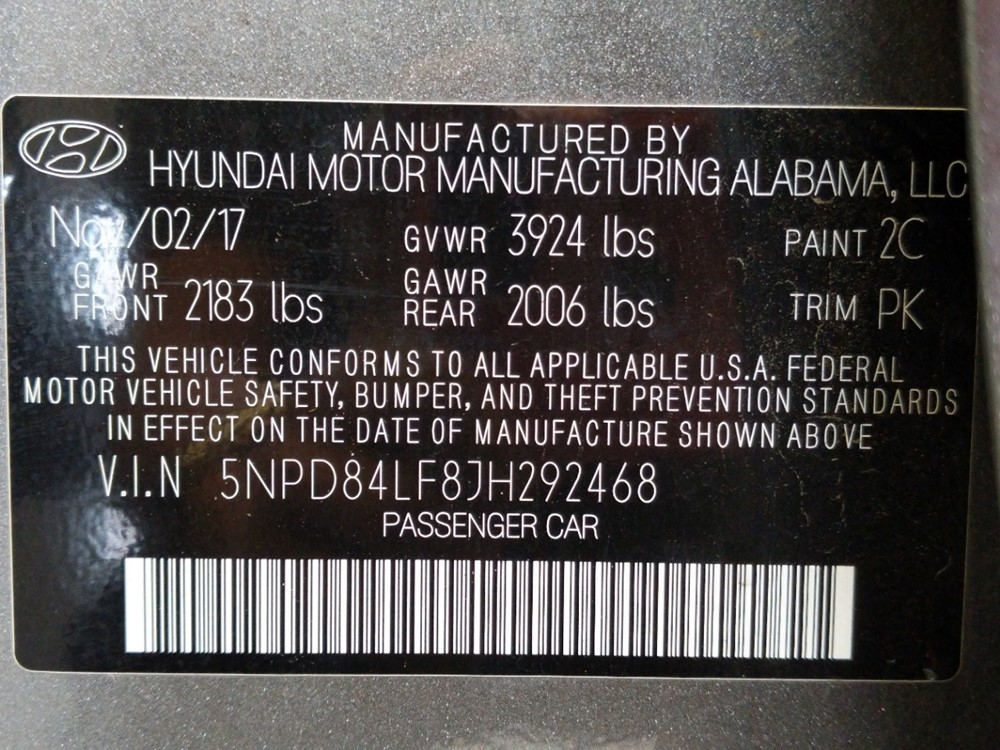 MANUFACTURED BY
HYUNDAI MOTOR MANUFACTURING ALABAMA, LLC
Nov/02/17 GVWR 3924 lbs PAINT 2C
GAWR FRONT 2183 lbs GAWR REAR 2006 lbs TRIM PK
THIS VEHICLE CONFORMS TO ALL APPLICABLE U.S.A. FEDERAL
MOTOR VEHICLE SAFETY, BUMPER, AND THEFT PREVENTION STANDARDS
IN EFFECT ON THE DATE OF MANUFACTURE SHOWN ABOVE
V.I.N 5NPD84LF8JH292468
PASSENGER CAR